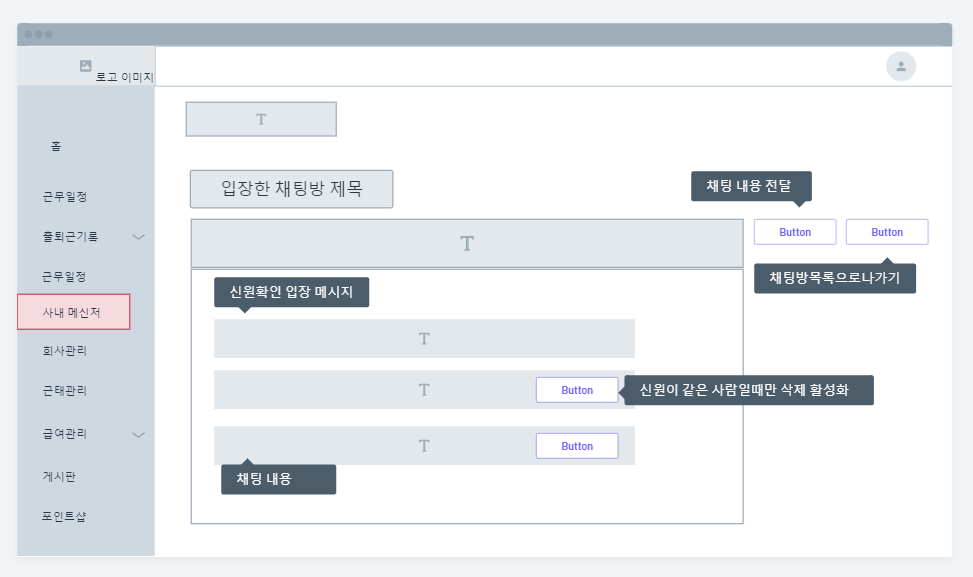 로고 이미지
홈
근무일정
출퇴근기록
근무일정
사내 메신저
회사관리
근태관리
급여관리
게시판
포인트샵
T
입장한 채팅방 제목
채팅 내용 전달
T
Button
Button
채팅방목록으로나가기
신원확인 입장 메시지
T
T
Button
신원이 같은 사람일때만 삭제 활성화
T
Button
채팅 내용